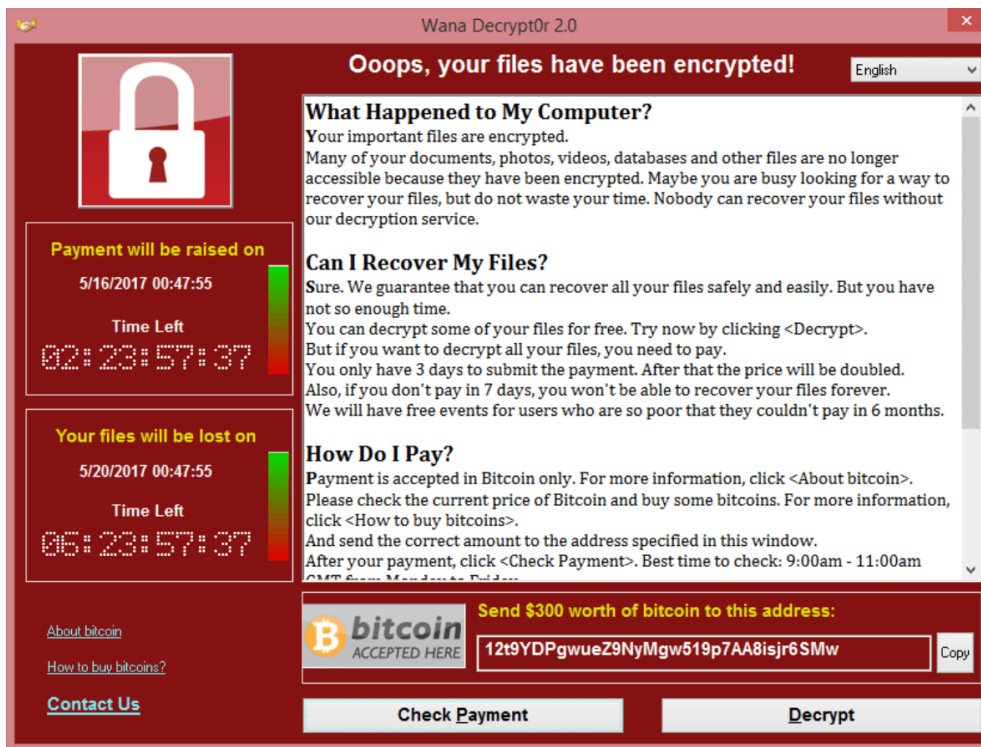 Wana Decrypt0r 2.0
Ooops, your files have been encrypted!
English
Payment will be raised on
5/16/2017 00:47:55
Time Left
02:23:57:37
Your files will be lost on
5/20/2017 00:47:55
Time Left
06:23:57:37
About bitcoin
How to buy bitcoins?
Contact Us
What Happened to My Computer?
Your important files are encrypted.
Many of your documents, photos, videos, databases and other files are no longer
accessible because they have been encrypted. Maybe you are busy looking for a way to
recover your files, but do not waste your time. Nobody can recover your files without
our decryption service.
Can I Recover My Files?
Sure. We guarantee that you can recover all your files safely and easily. But you have
not so enough time.
You can decrypt some of your files for free. Try now by clicking <Decrypt>.
But if you want to decrypt all your files, you need to pay.
You only have 3 days to submit the payment. After that the price will be doubled.
Also, if you don't pay in 7 days, you won't be able to recover your files forever.
We will have free events for users who are so poor that they couldn't pay in 6 months.
How Do I Pay?
Payment is accepted in Bitcoin only. For more information, click <About bitcoin>.
Please check the current price of Bitcoin and buy some bitcoins. For more information,
click <How to buy bitcoins>.
And send the correct amount to the address specified in this window.
After your payment, click <Check Payment>. Best time to check: 9:00am - 11:00am
GMT from Monday to Friday.
bitcoin
ACCEPTED HERE
Send $300 worth of bitcoin to this address:
12t9YDPgwueZ9NyMgw519p7AA8isjr6SMw
Copy
Check Payment
Decrypt